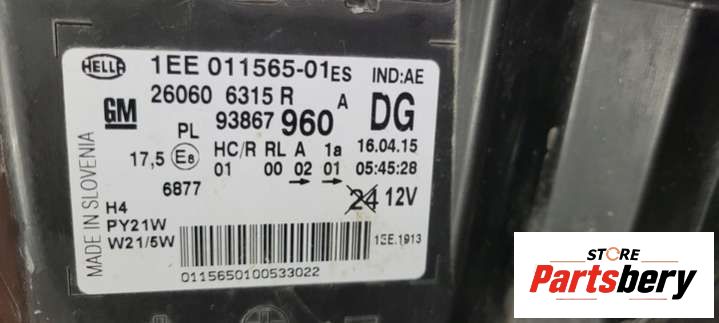 HELLA
1EE 011565-01ES IND:AE
GM
26060 6315 R A DG
93867 960
PL
17,5 E8 HC/R RL A 1a 16.04.15
01 00 02 01 05:45:28
6877
24 12V
MADE IN SLOVENIA
H4
PY21W
W21/5W
1EE.1913
0115650100533022
STORE
Partsbery